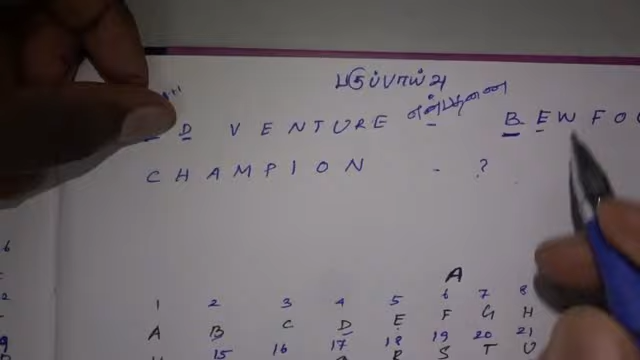 பகுப்பாய்வு
D V E N T U R E என்பதனை - B E W F O
C H A M P I O N - ?
A
1 2 3 4 5 6 7 8
A B C D E F G H
15 16 17 18 19 20 21
R S T U